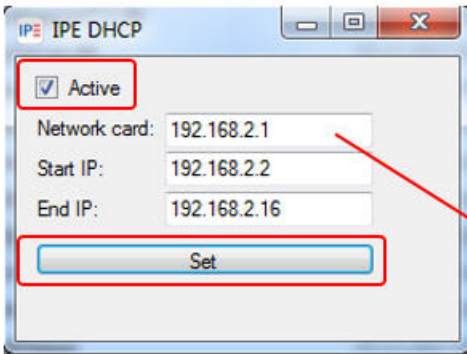 IPE IPE DHCP
Active
Network card: 192.168.2.1
Start IP: 192.168.2.2
End IP: 192.168.2.16
Set